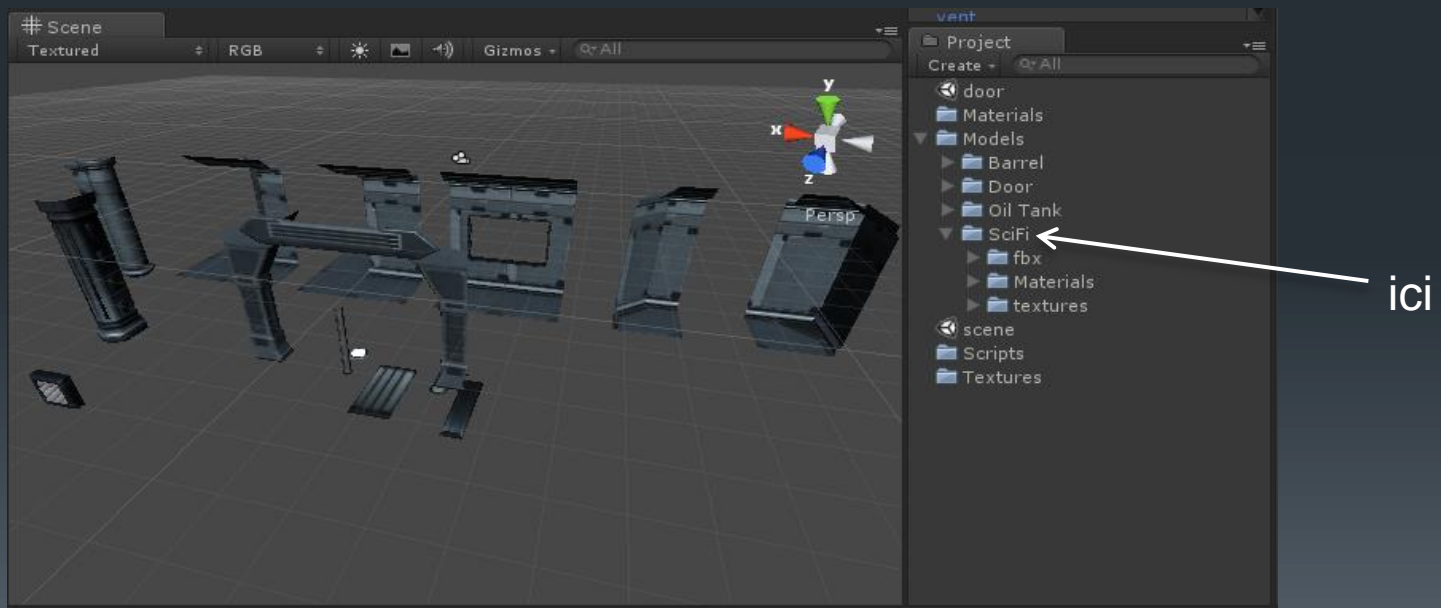 Scene
Textured RGB Gizmos All
y
x
z
Persp
vent
Project
Create All
door
Materials
Models
Barrel
Door
Oil Tank
SciFi
fbx
Materials
textures
scene
Scripts
Textures
ici